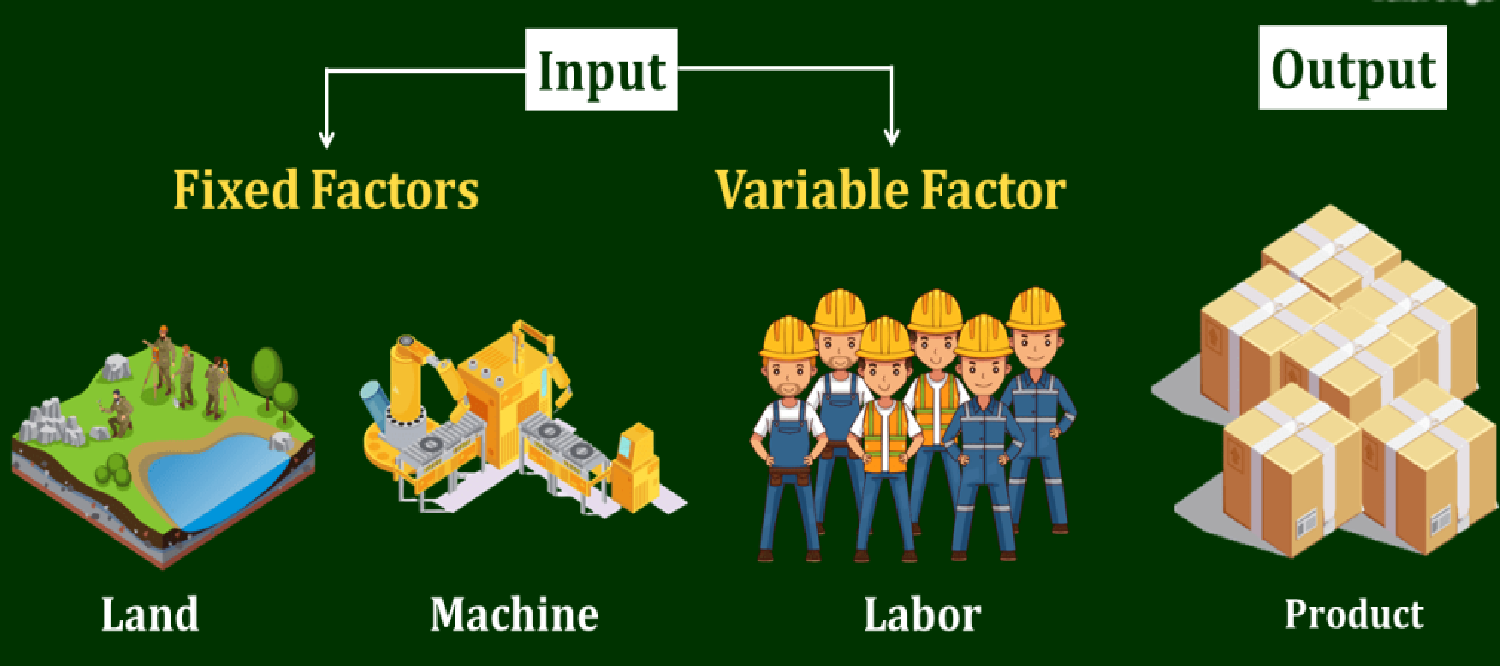 Input
Output
Fixed Factors
Variable Factor
Land
Machine
Labor
Product